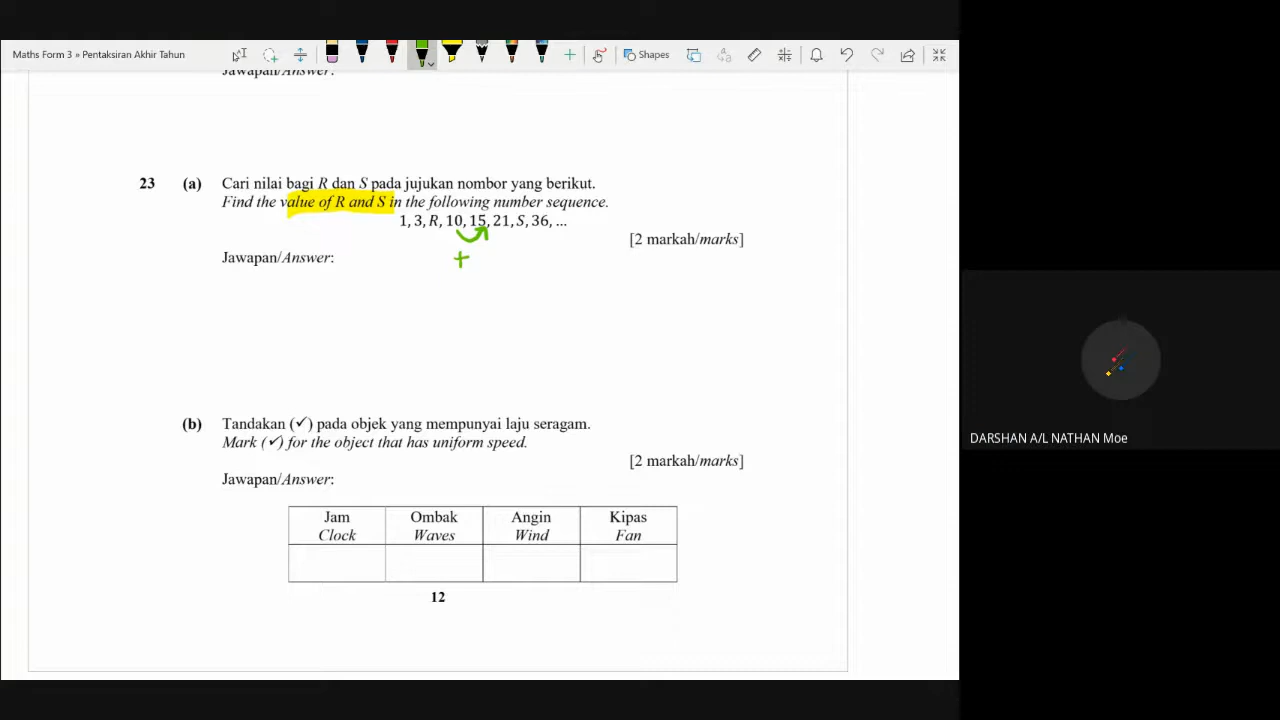 Maths Form 3 » Pentaksiran Akhir Tahun
Shapes
Jawapan/Answer:
23 (a) Cari nilai bagi R dan S pada jujukan nombor yang berikut.
Find the value of R and S in the following number sequence.
1, 3, R, 10, 15, 21, S, 36, ...
[2 markah/marks]
Jawapan/Answer:
+
(b) Tandakan (✓) pada objek yang mempunyai laju seragam.
Mark (✓) for the object that has uniform speed.
[2 markah/marks]
Jawapan/Answer:
Jam Ombak Angin Kipas
Clock Waves Wind Fan
12
DARSHAN A/L NATHAN Moe